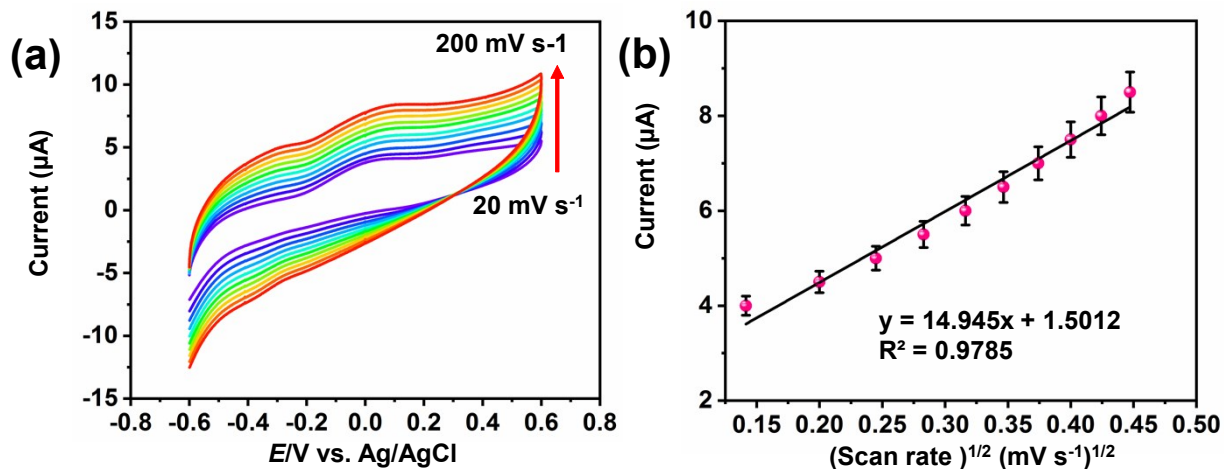 (a)
200 mV s-1
20 mV s⁻¹
15
10
5
0
-5
-10
-15
Current (µA)
-0.8 -0.6 -0.4 -0.2 0.0 0.2 0.4 0.6 0.8
E/V vs. Ag/AgCl
(b)
10
8
6
4
2
Current (µA)
y = 14.945x + 1.5012
R² = 0.9785
0.15 0.20 0.25 0.30 0.35 0.40 0.45 0.50
(Scan rate )¹/² (mV s⁻¹)¹/²